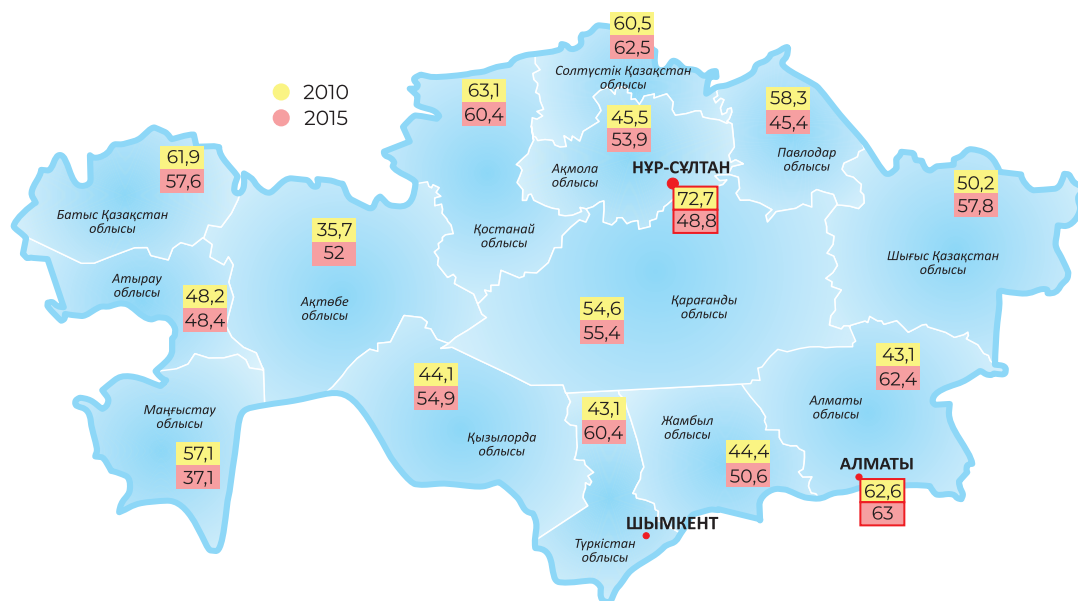 60,5
62,5
Солтүстік Қазақстан
облысы
2010
2015
63,1
60,4
58,3
45,4
Павлодар
облысы
45,5
53,9
Ақмола
облысы
НҰР-СҰЛТАН
72,7
48,8
61,9
57,6
Батыс Қазақстан
облысы
50,2
57,8
Шығыс Қазақстан
облысы
35,7
52
Ақтөбе
облысы
Қостанай
облысы
Атырау
облысы
48,2
48,4
54,6
55,4
Қарағанды
облысы
44,1
54,9
Қызылорда
облысы
43,1
62,4
Алматы
облысы
Маңғыстау
облысы
57,1
37,1
43,1
60,4
Жамбыл
облысы
44,4
50,6
АЛМАТЫ
62,6
63
ШЫМКЕНТ
Түркістан
облысы